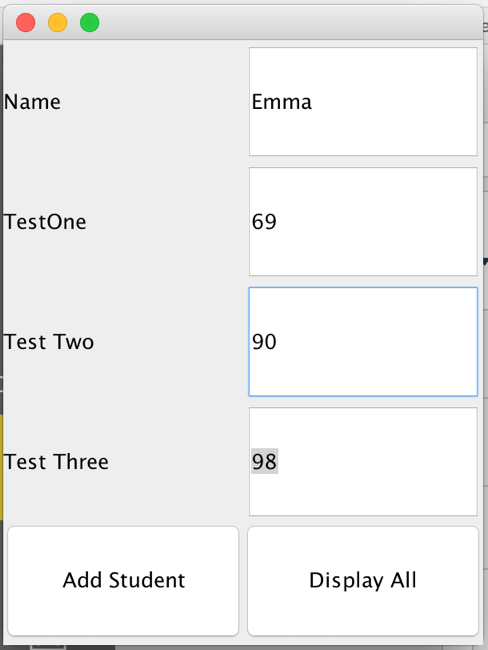 Name Emma
TestOne 69
Test Two 90
Test Three 98
Add Student Display All